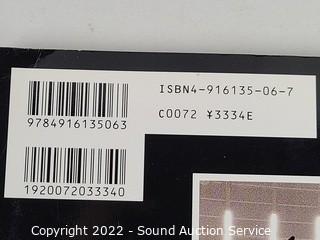 ISBN4-916135-06-7
9784916135063
C0072 ¥3334E
1920072033340
Copyright 2022 - Sound Auction Service